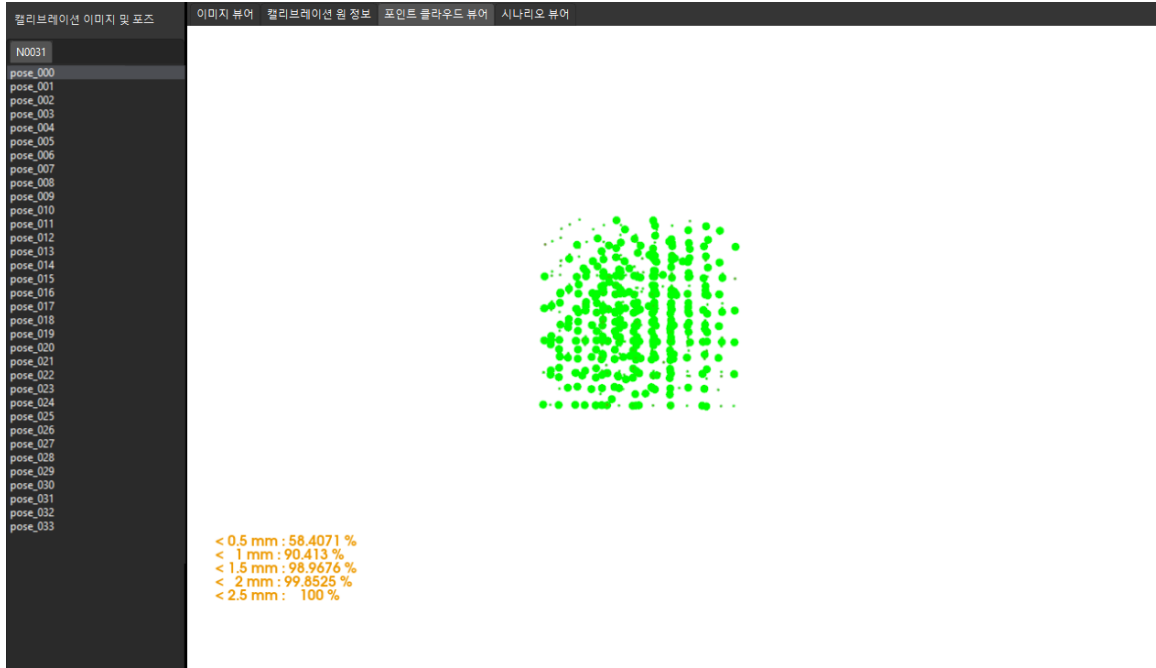 캘리브레이션 이미지 및 포즈
이미지 뷰어 캘리브레이션 원 정보 포인트 클라우드 뷰어 시나리오 뷰어
N0031
pose_000
pose_001
pose_002
pose_003
pose_004
pose_005
pose_006
pose_007
pose_008
pose_009
pose_010
pose_011
pose_012
pose_013
pose_014
pose_015
pose_016
pose_017
pose_018
pose_019
pose_020
pose_021
pose_022
pose_023
pose_024
pose_025
pose_026
pose_027
pose_028
pose_029
pose_030
pose_031
pose_032
pose_033
< 0.5 mm : 58.4071 %
< 1 mm : 90.413 %
< 1.5 mm : 98.9676 %
< 2 mm : 99.8525 %
< 2.5 mm : 100 %